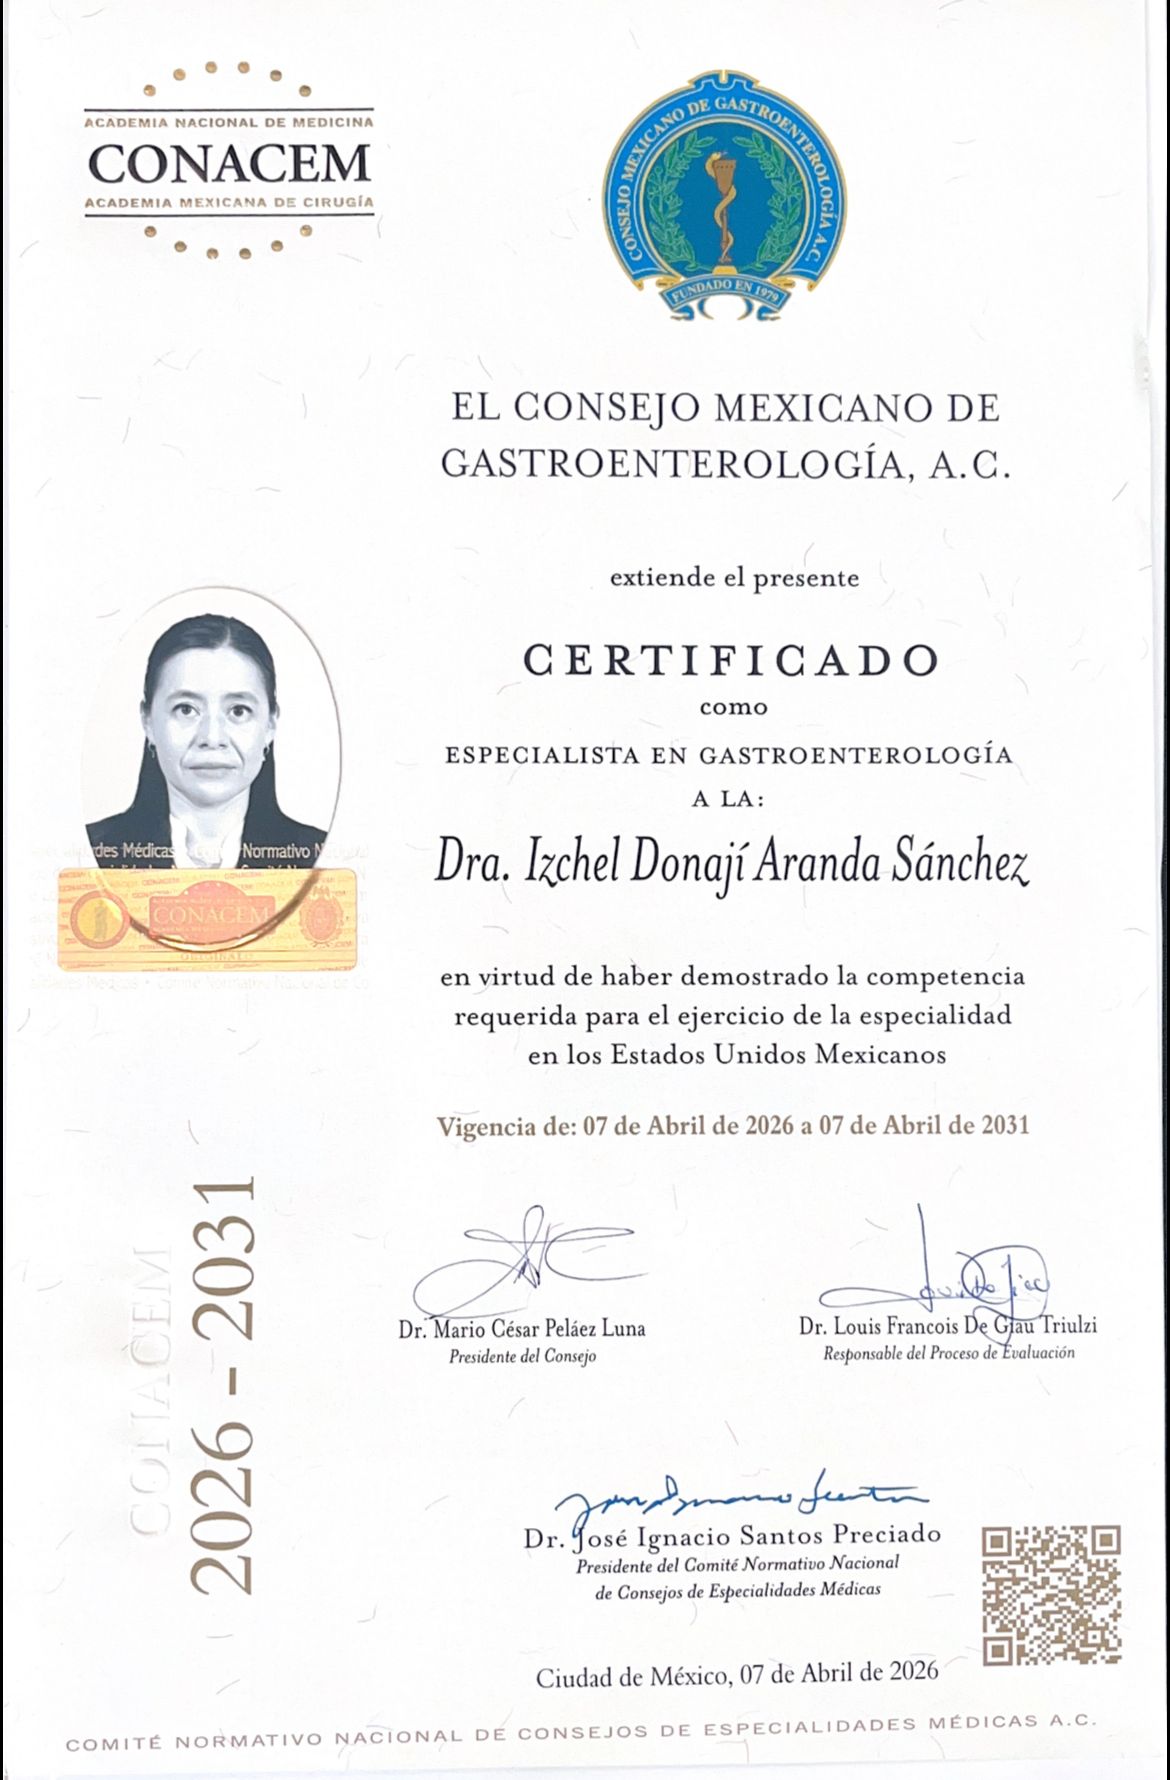 ACADEMIA NACIONAL DE MEDICINA
CONACEM
ACADEMIA MEXICANA DE CIRUGÍA
CONSEJO MEXICANO DE GASTROENTEROLOGÍA A.C.
FUNDADO EN 1979
EL CONSEJO MEXICANO DE
GASTROENTEROLOGÍA, A.C.
extiende el presente
CERTIFICADO
como
ESPECIALISTA EN GASTROENTEROLOGÍA
A LA:
Dra. Izchel Donají Aranda Sánchez
des Médicas Normativo
CONACEM
en virtud de haber demostrado la competencia
requerida para el ejercicio de la especialidad
en los Estados Unidos Mexicanos
Vigencia de: 07 de Abril de 2026 a 07 de Abril de 2031
CONACEM
2026 - 2031
Dr. Mario César Peláez Luna
Presidente del Consejo
Dr. Louis Francois De Giau Triulzi
Responsable del Proceso de Evaluación
Dr. José Ignacio Santos Preciado
Presidente del Comité Normativo Nacional
de Consejos de Especialidades Médicas
Ciudad de México, 07 de Abril de 2026
COMITÉ NORMATIVO NACIONAL DE CONSEJOS DE ESPECIALIDADES MÉDICAS A.C.